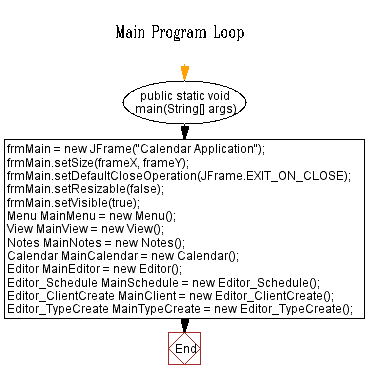 Main Program Loop
public static void
main(String[] args)
frmMain = new JFrame("Calendar Application");
frmMain.setSize(frameX, frameY);
frmMain.setDefaultCloseOperation(JFrame.EXIT_ON_CLOSE);
frmMain.setResizable(false);
frmMain.setVisible(true);
Menu MainMenu = new Menu();
View MainView = new View();
Notes MainNotes = new Notes();
Calendar MainCalendar = new Calendar();
Editor MainEditor = new Editor();
Editor_Schedule MainSchedule = new Editor_Schedule();
Editor_ClientCreate MainClient = new Editor_ClientCreate();
Editor_TypeCreate MainTypeCreate = new Editor_TypeCreate();
End